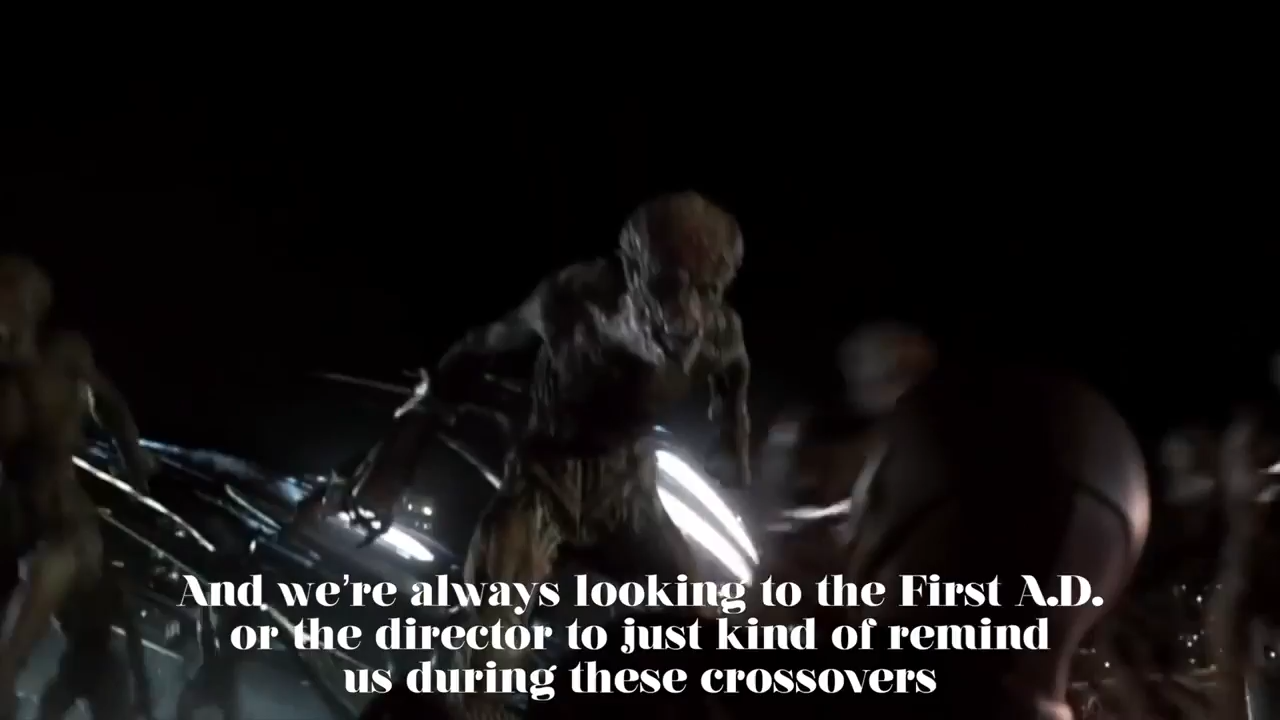 And we're always looking to the First A.D.
or the director to just kind of remind
us during these crossovers